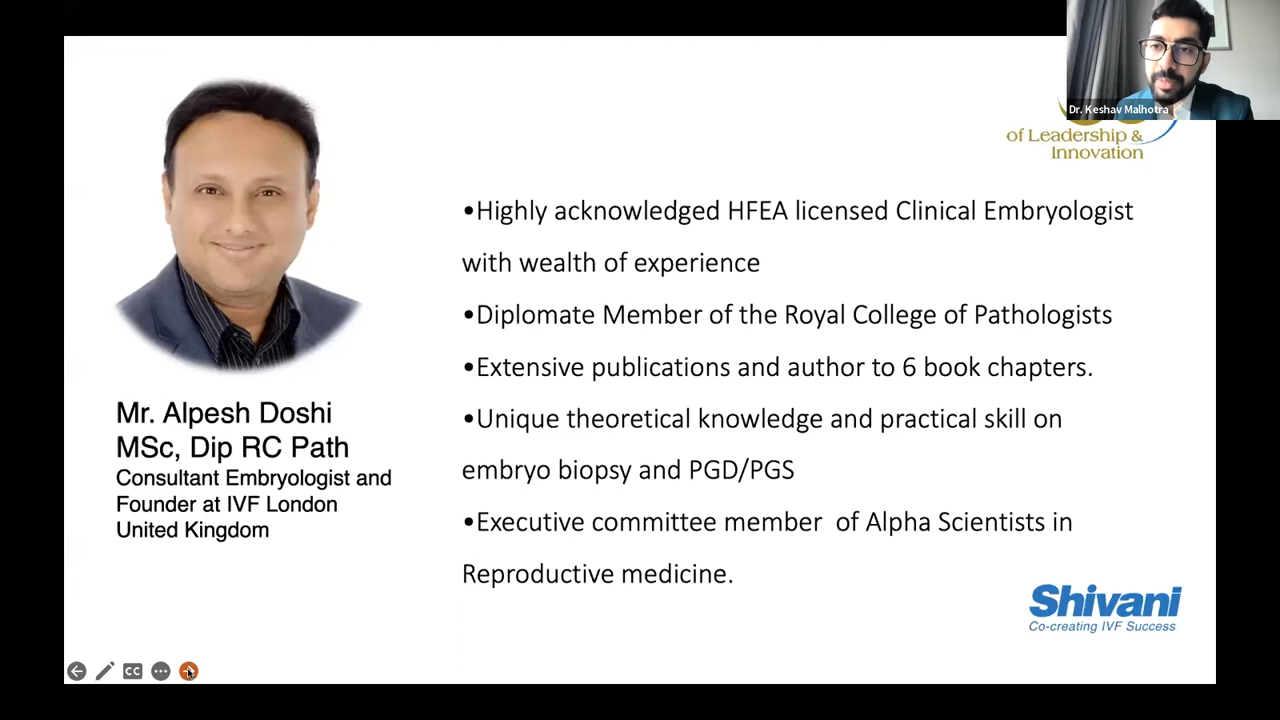 Dr. Keshav Malhotra
of Leadership &
Innovation
•Highly acknowledged HFEA licensed Clinical Embryologist
with wealth of experience
•Diplomate Member of the Royal College of Pathologists
•Extensive publications and author to 6 book chapters.
•Unique theoretical knowledge and practical skill on
embryo biopsy and PGD/PGS
•Executive committee member  of Alpha Scientists in
Reproductive medicine.
Mr. Alpesh Doshi
MSc, Dip RC Path
Consultant Embryologist and
Founder at IVF London
United Kingdom
Shivani
Co-creating IVF Success
CC